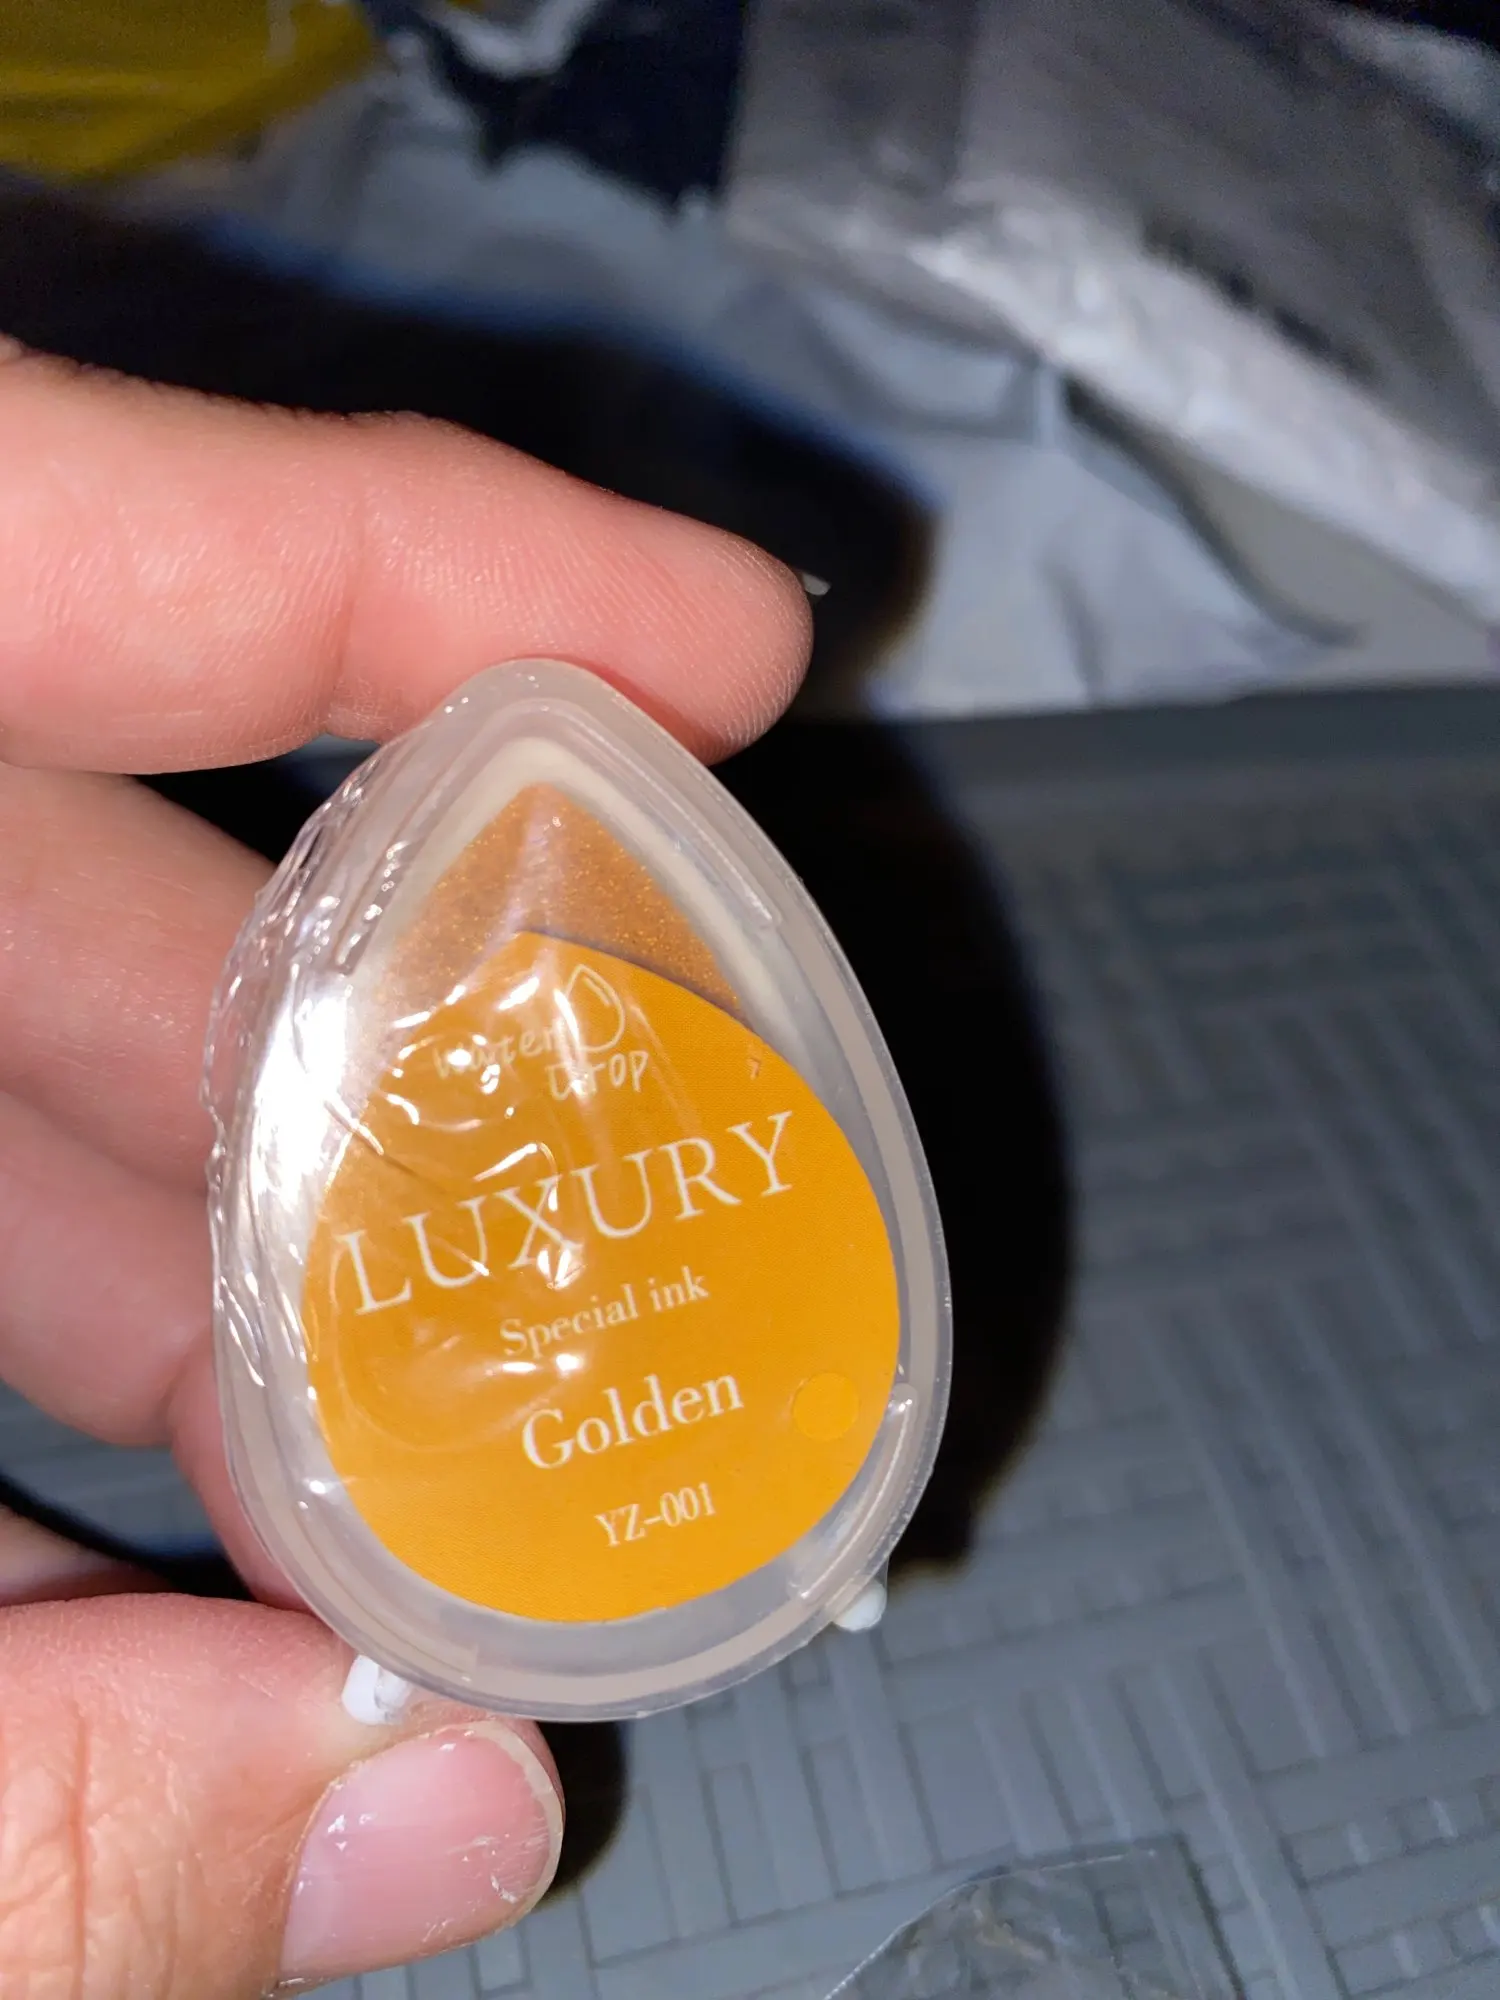 water
Drop
LUXURY
Special ink
Golden
YZ-001